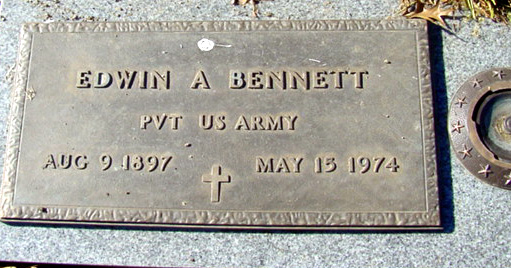 EDWIN A BENNETT
PVT US ARMY
AUG 9 1897 MAY 15 1974